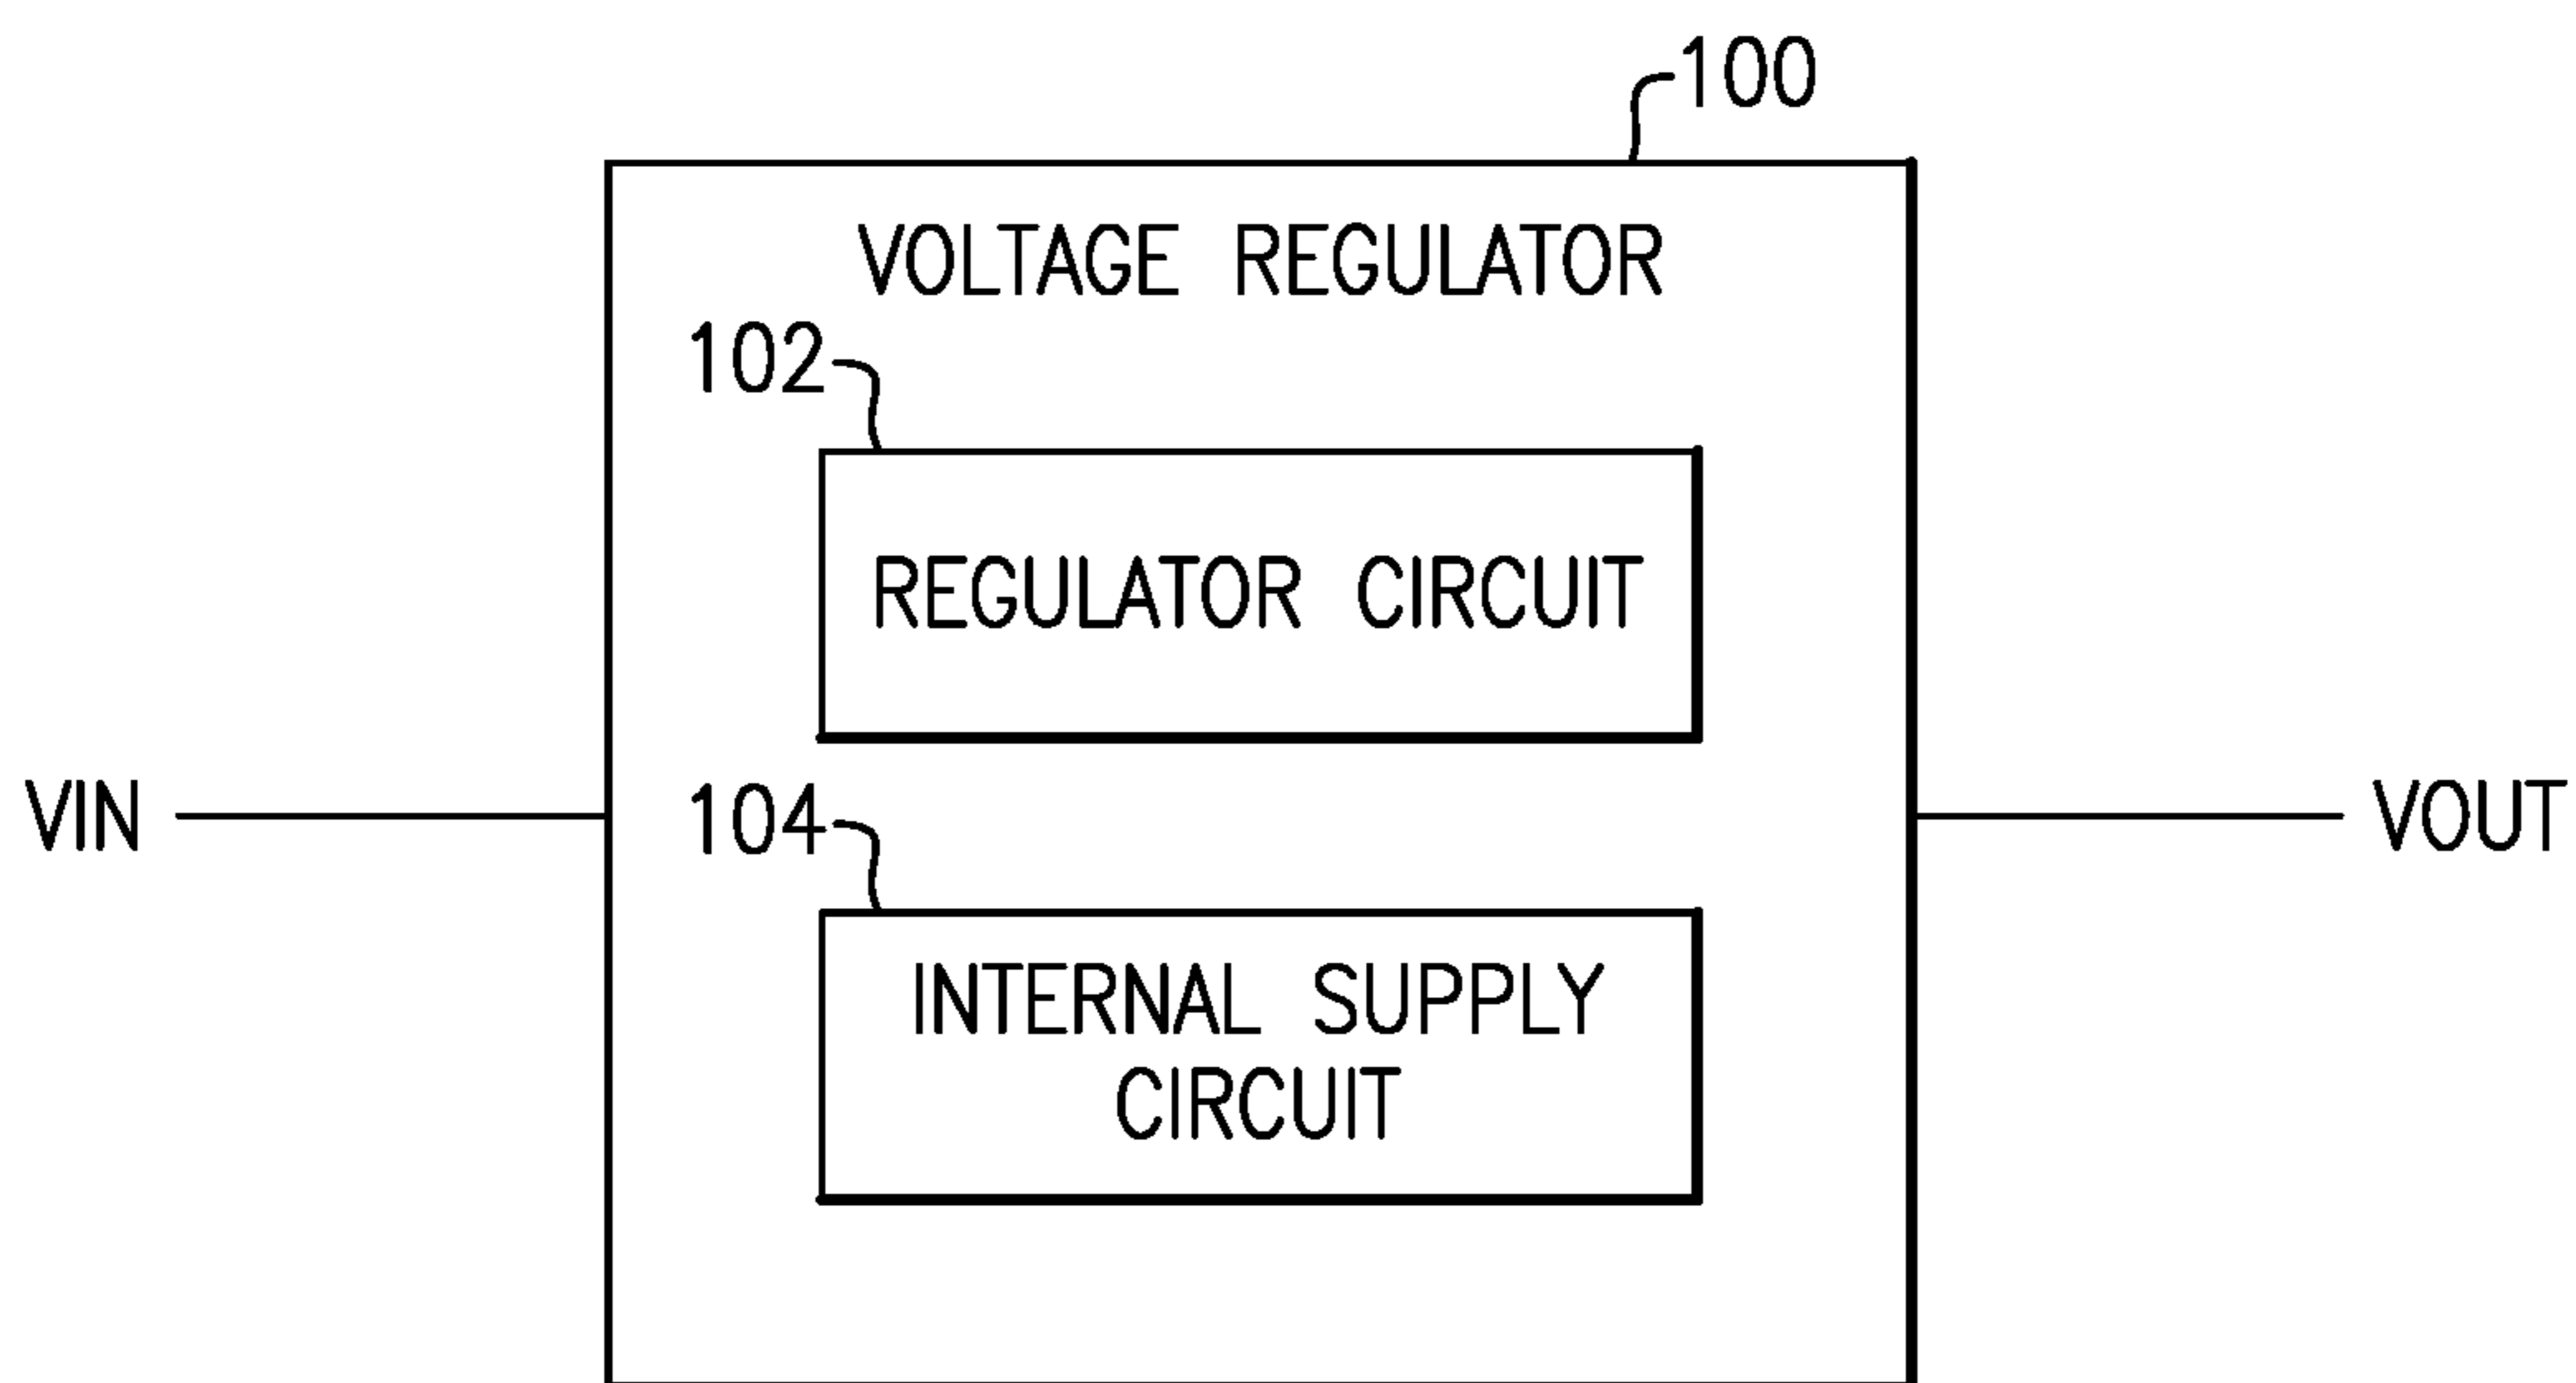 100
VOLTAGE REGULATOR
102
REGULATOR CIRCUIT
VIN
104
VOUT
INTERNAL SUPPLY
CIRCUIT